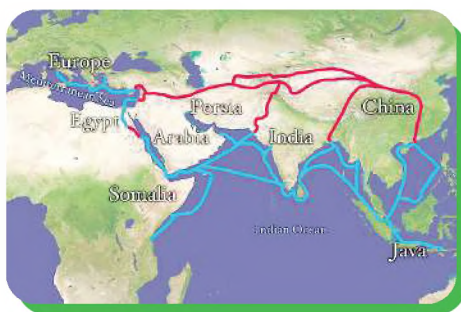 Europe
Mediterranean Sea
Egypt
Persia
China
Arabia
India
Somalia
Indian Ocean
Java